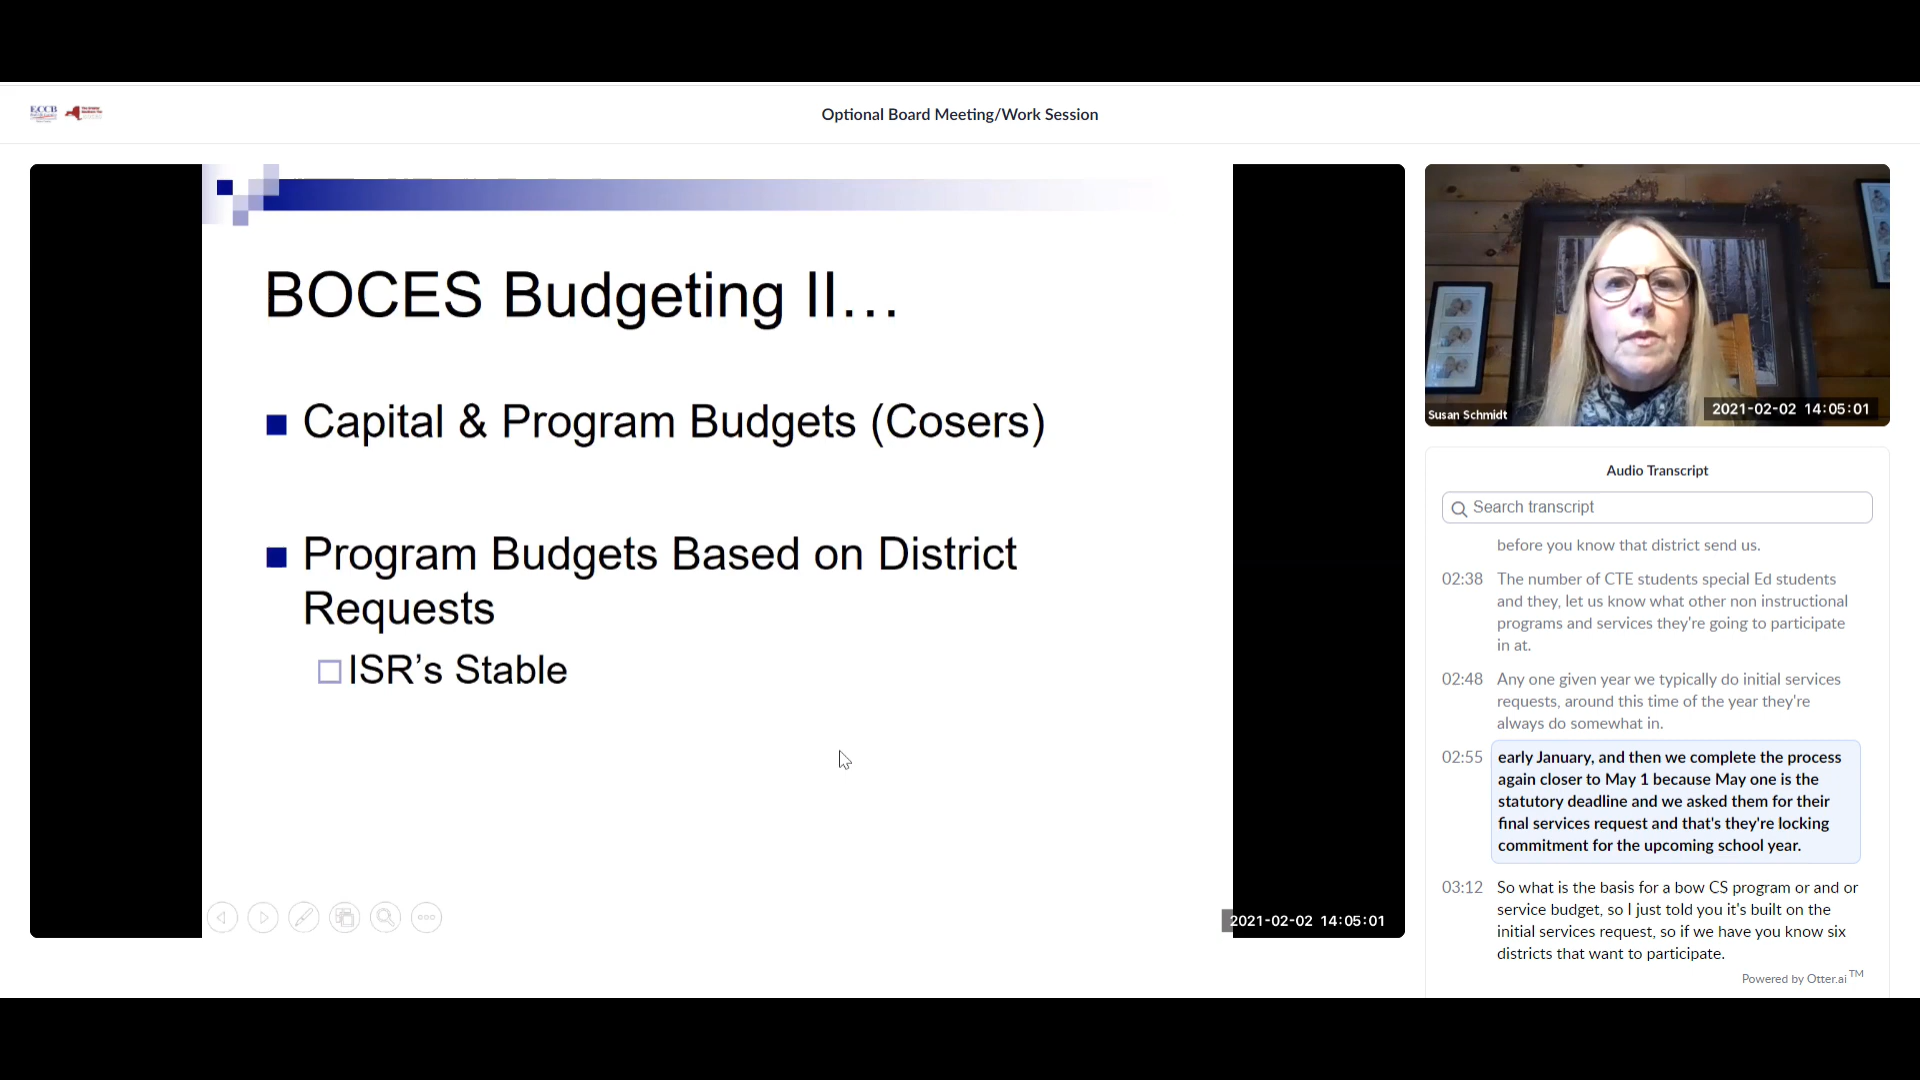 Optional Board Meeting/Work Session
BOCES Budgeting II…
Capital & Program Budgets (Cosers)
Program Budgets Based on District
Requests
ISR's Stable
2021-02-02 14:05:01
Susan Schmidt
2021-02-02 14:05:01
Audio Transcript
Search transcript
before you know that district send us.
02:38 The number of CTE students special Ed students
and they, let us know what other non instructional
programs and services they're going to participate
in at.
02:48 Any one given year we typically do initial services
requests, around this time of the year they're
always do somewhat in.
02:55 early January, and then we complete the process
again closer to May 1 because May one is the
statutory deadline and we asked them for their
final services request and that's they're locking
commitment for the upcoming school year.
03:12 So what is the basis for a bow CS program or and or
service budget, so I just told you it's built on the
initial services request, so if we have you know six
districts that want to participate.
Powered by Otter.ai TM